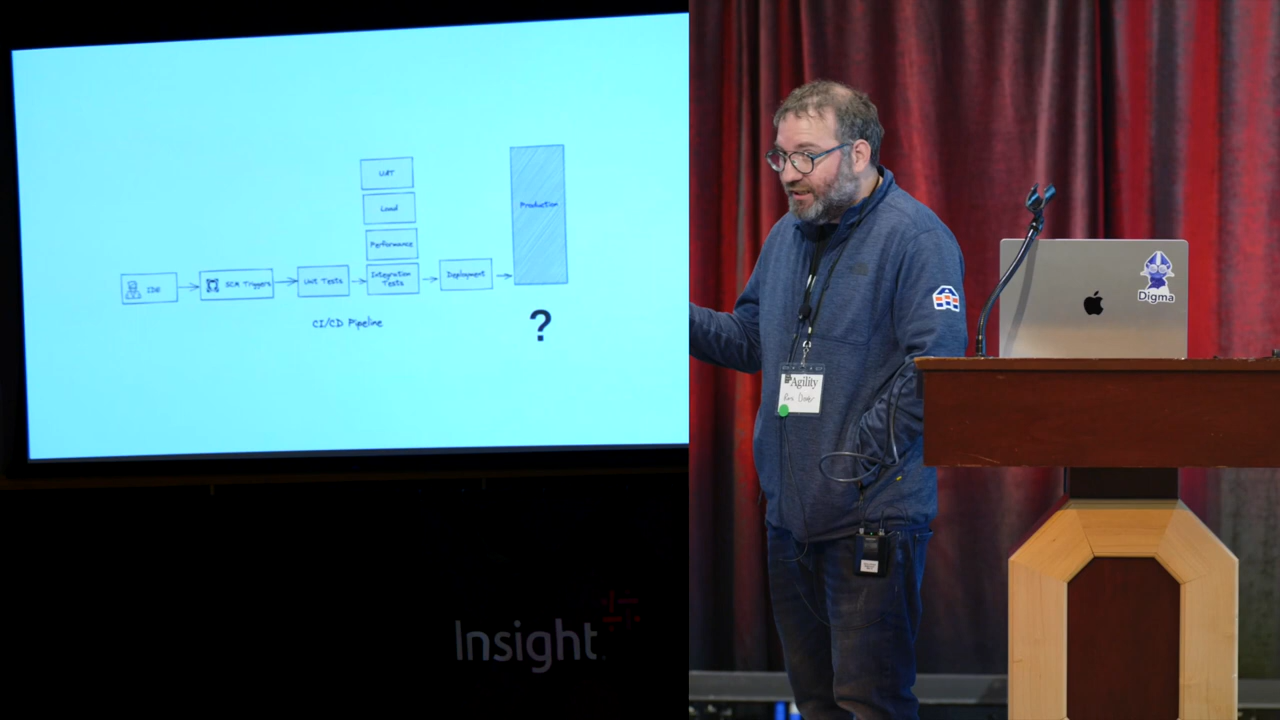 UAT
Load
Performance
Production
IDE
SCM Triggers
Unit Tests
Integration
Tests
Deployment
CI/CD Pipeline
?
Insight
Digma
Agility